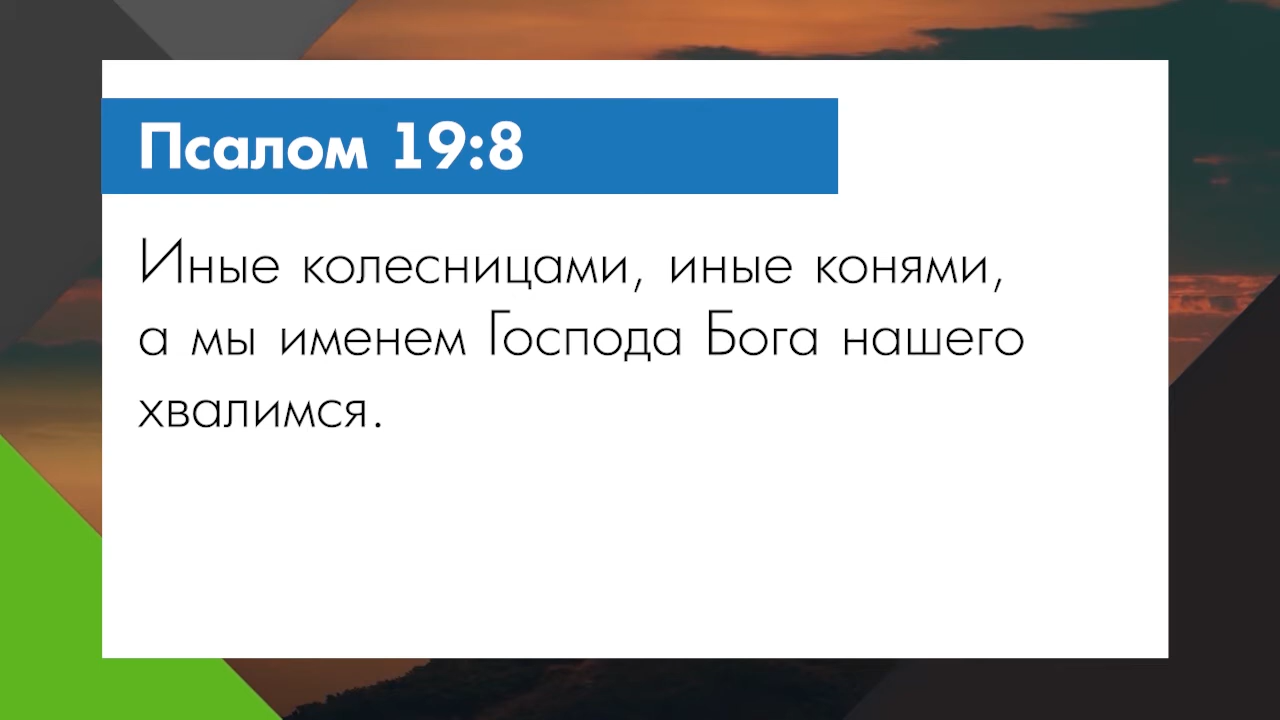 Псалом 19:8
Иные колесницами, иные конями,
а мы именем Господа Бога нашего
хвалимся.